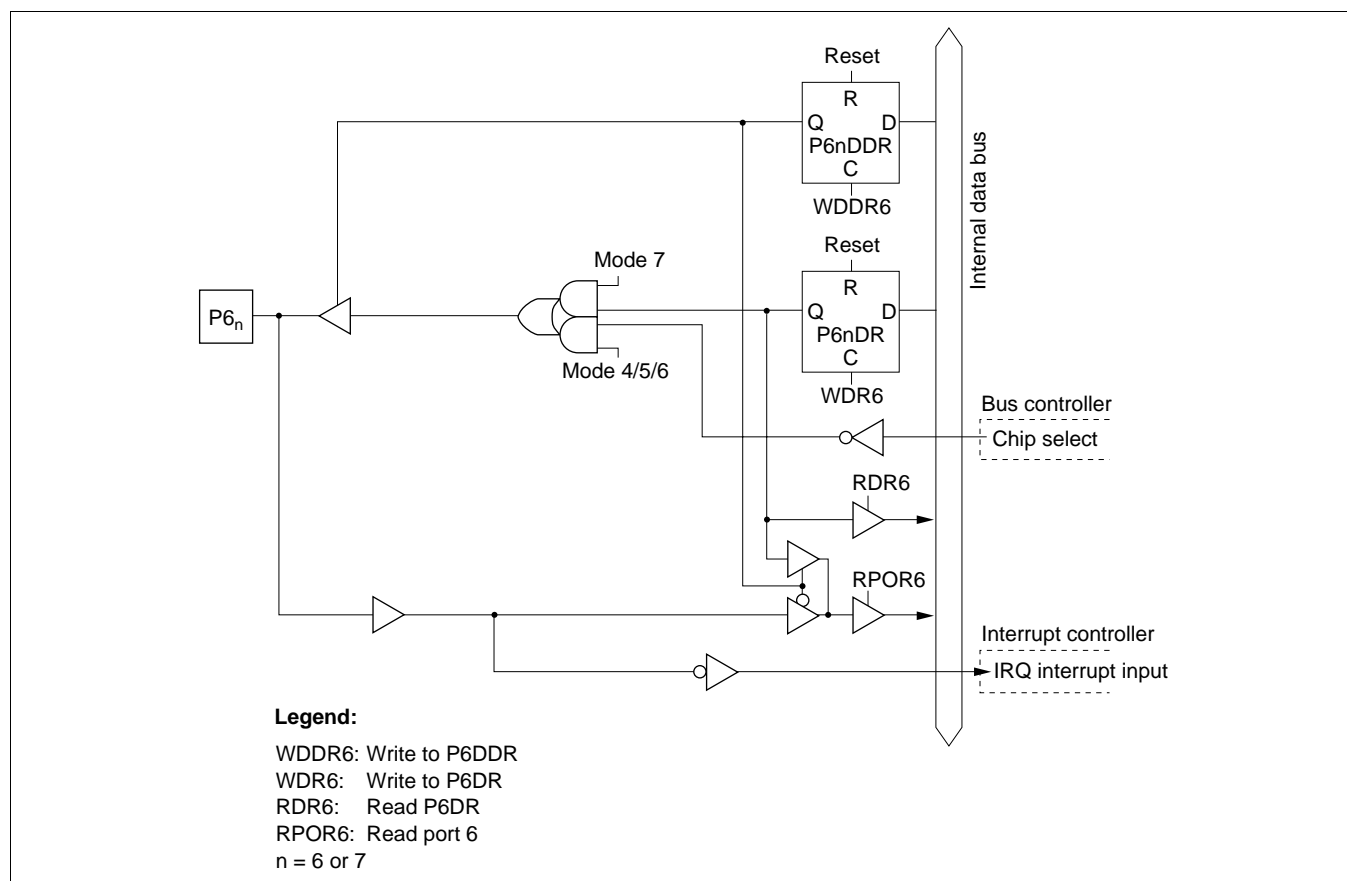 Reset
R
Q D
P6nDDR
C
WDDR6
Internal data bus
Reset
R
Q D
P6nDR
C
WDR6
Mode 7
P6n
Mode 4/5/6
Bus controller
Chip select
RDR6
RPOR6
Interrupt controller
IRQ interrupt input
Legend:
WDDR6: Write to P6DDR
WDR6: Write to P6DR
RDR6: Read P6DR
RPOR6: Read port 6
n = 6 or 7